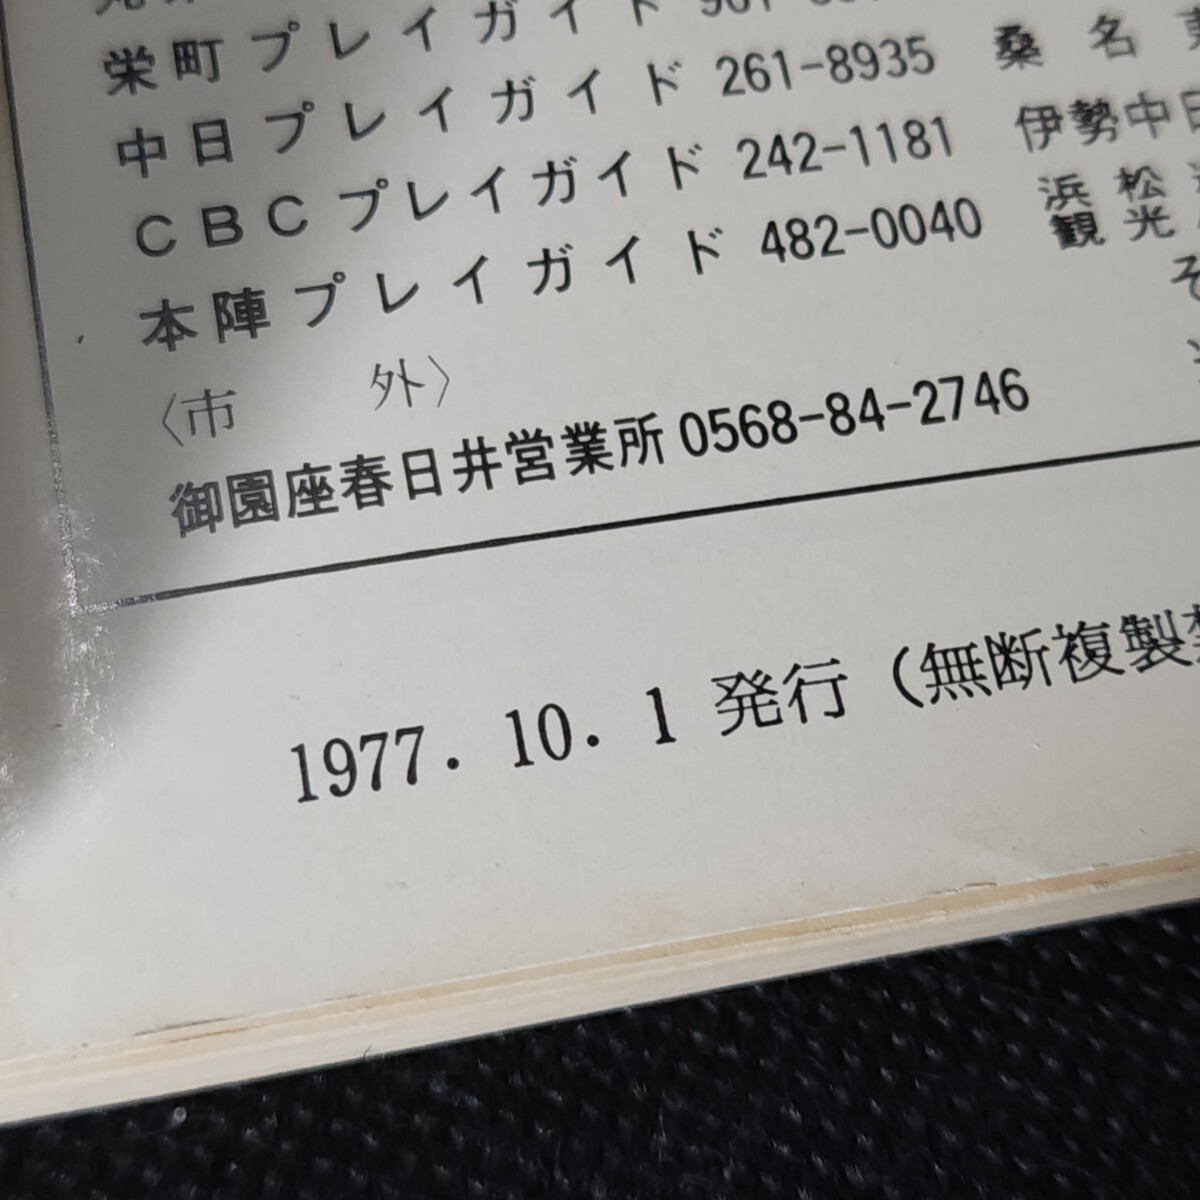 栄町プレイガイド
中日プレイガイド 261-8935
CBCプレイガイド 242-1181
本陣プレイガイド 482-0040
〈市　　外〉
御園座春日井営業所 0568-84-2746
桑名
伊勢中日
浜松
観光
そ
1977. 10. 1 発行（無断複製禁